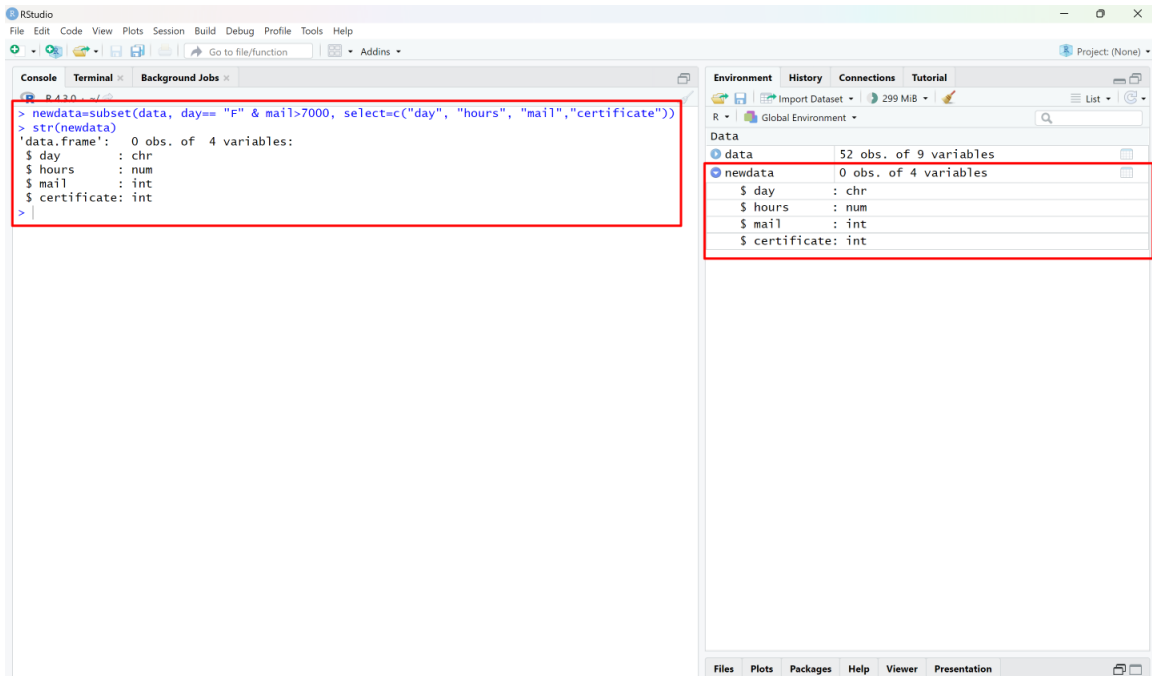 RStudio
File Edit Code View Plots Session Build Debug Profile Tools Help
Go to file/function Addins Project: (None)
Console Terminal Background Jobs
R 4.3.0 · ~/
> newdata=subset(data, day== "F" & mail>7000, select=c("day", "hours", "mail","certificate"))
> str(newdata)
'data.frame': 0 obs. of 4 variables:
$ day : chr
$ hours : num
$ mail : int
$ certificate: int
>
Environment History Connections Tutorial
Import Dataset 299 MiB List
R Global Environment
Data
data 52 obs. of 9 variables
newdata 0 obs. of 4 variables
$ day : chr
$ hours : num
$ mail : int
$ certificate: int
Files Plots Packages Help Viewer Presentation